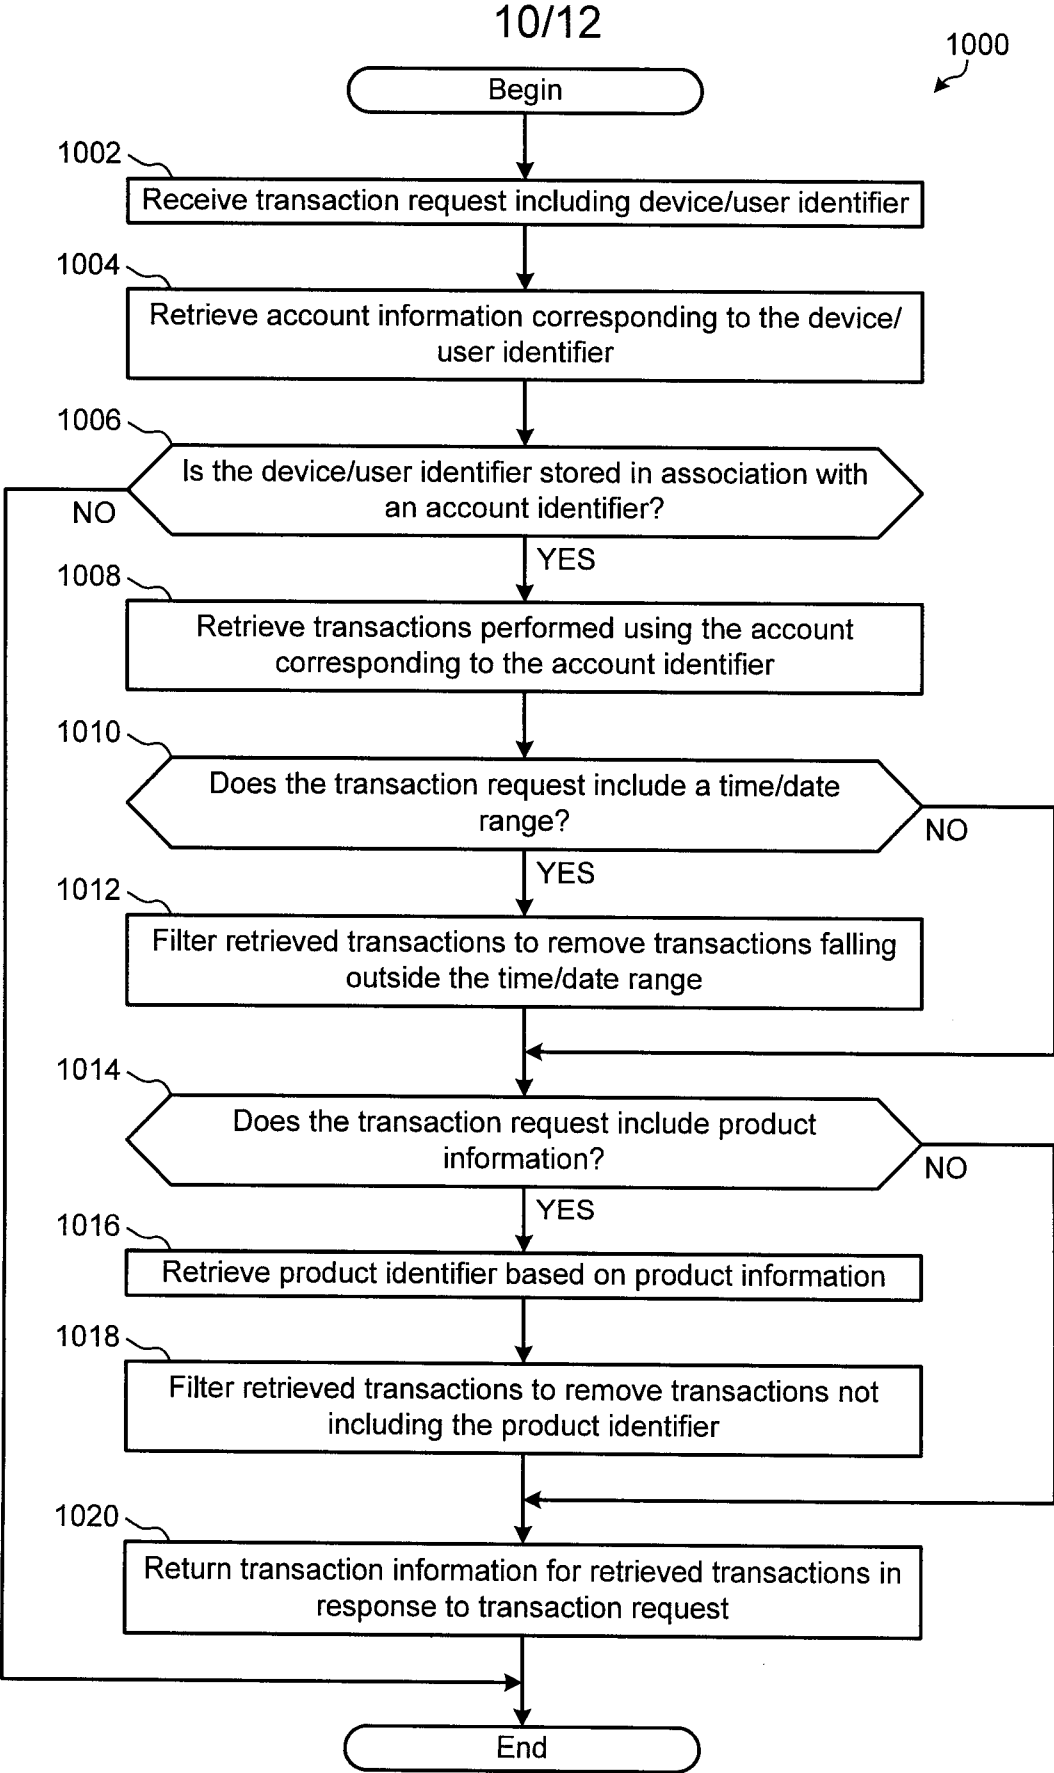 10/12
1000
Begin
1002
Receive transaction request including device/user identifier
1004
Retrieve account information corresponding to the device/
user identifier
1006
Is the device/user identifier stored in association with
an account identifier?
NO
YES
1008
Retrieve transactions performed using the account
corresponding to the account identifier
1010
Does the transaction request include a time/date
range?
NO
YES
1012
Filter retrieved transactions to remove transactions falling
outside the time/date range
1014
Does the transaction request include product
information?
NO
YES
1016
Retrieve product identifier based on product information
1018
Filter retrieved transactions to remove transactions not
including the product identifier
1020
Return transaction information for retrieved transactions in
response to transaction request
End